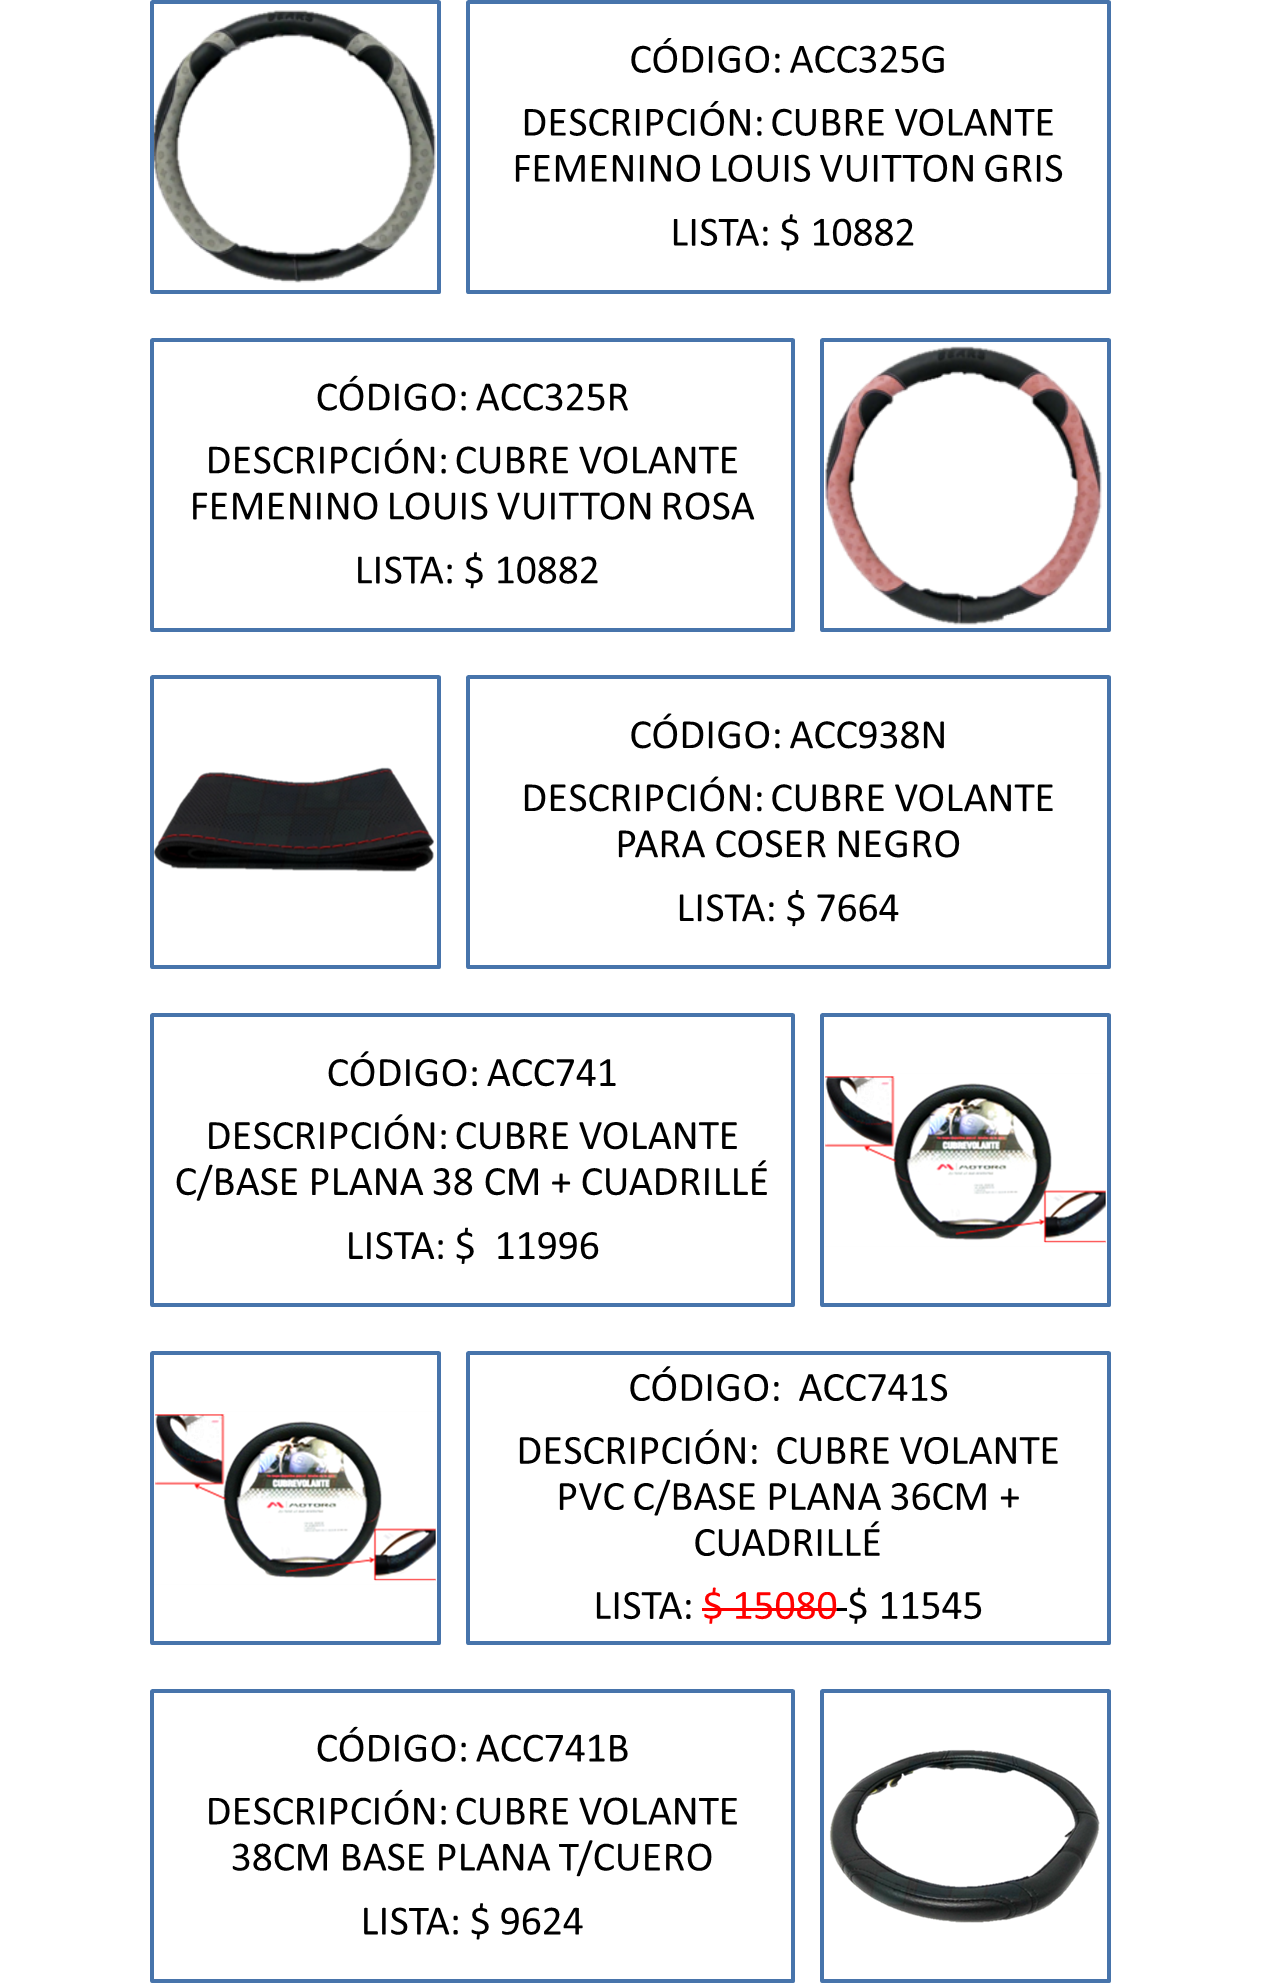 CÓDIGO: ACC325G
DESCRIPCIÓN: CUBRE VOLANTE
FEMENINO LOUIS VUITTON GRIS
LISTA: $ 10882
CÓDIGO: ACC325R
DESCRIPCIÓN: CUBRE VOLANTE
FEMENINO LOUIS VUITTON ROSA
LISTA: $ 10882
CÓDIGO: ACC938N
DESCRIPCIÓN: CUBRE VOLANTE
PARA COSER NEGRO
LISTA: $ 7664
CÓDIGO: ACC741
DESCRIPCIÓN: CUBRE VOLANTE
C/BASE PLANA 38 CM + CUADRILLÉ
LISTA: $  11996
CUBREVOLANTE
MOTORA
CÓDIGO:  ACC741S
DESCRIPCIÓN:  CUBRE VOLANTE
PVC C/BASE PLANA 36CM +
CUADRILLÉ
LISTA: $ 15080 $ 11545
CUBREVOLANTE
MOTORA
CÓDIGO: ACC741B
DESCRIPCIÓN: CUBRE VOLANTE
38CM BASE PLANA T/CUERO
LISTA: $ 9624